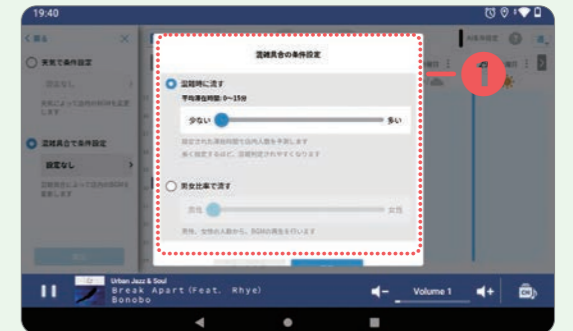 19:40
戻る
混雑具合の条件設定
1
天気で条件設定
設定なし
混雑時に流す
平均滞在時間: 0〜15分
少ない
多い
混雑具合で条件設定
設定なし
設定された滞在時間で店内人数を予測します
長く設定するほど、混雑判定されやすくなります
男女比率で流す
男性
女性
男性、女性の人数から、BGMの再生を行います
Urban Jazz & Soul
Break Apart (Feat. Rhye)
Bonobo
Volume 1
CH